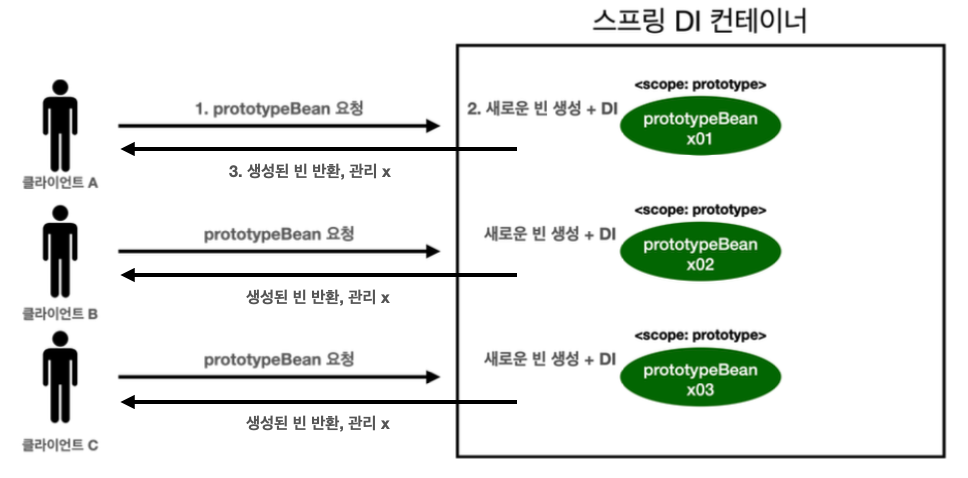 스프링 DI 컨테이너
<scope: prototype>
1. prototypeBean 요청
2. 새로운 빈 생성 + DI
prototypeBean
x01
3. 생성된 빈 반환, 관리 x
클라이언트 A
<scope: prototype>
prototypeBean 요청
새로운 빈 생성 + DI
prototypeBean
x02
생성된 빈 반환, 관리 x
클라이언트 B
<scope: prototype>
prototypeBean 요청
새로운 빈 생성 + DI
prototypeBean
x03
생성된 빈 반환, 관리 x
클라이언트 C